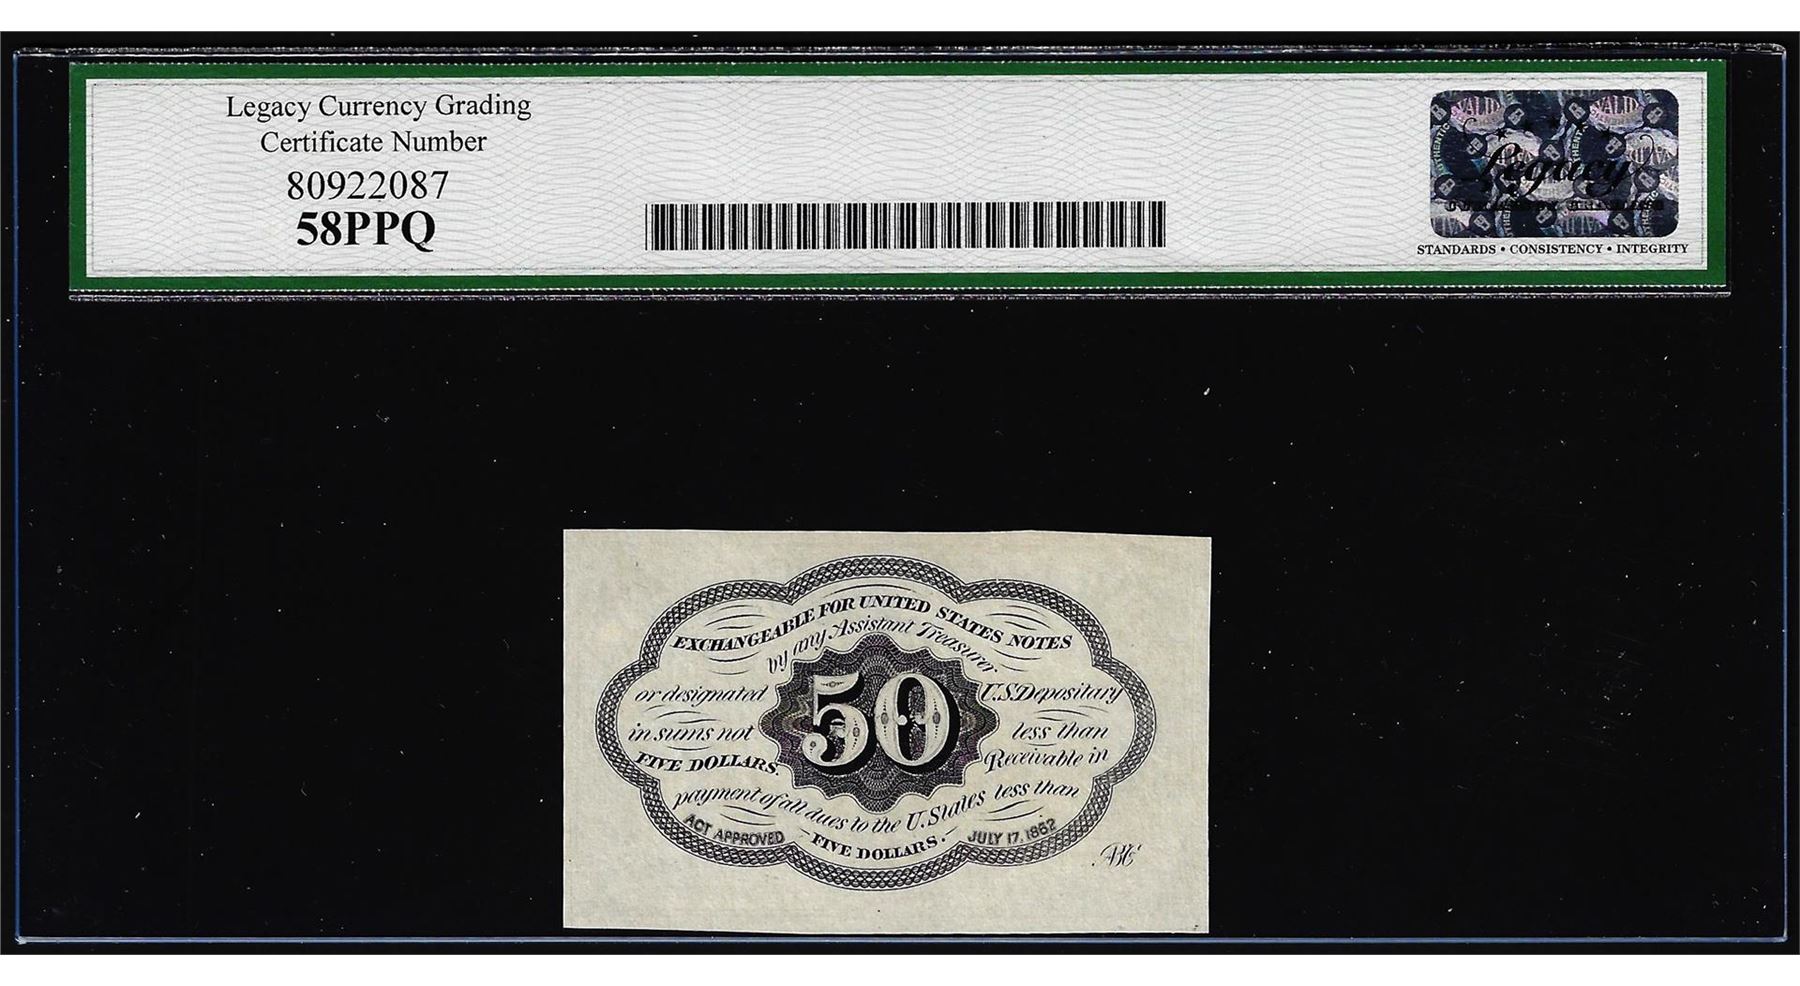 Legacy Currency Grading
Certificate Number
80922087
58PPQ
Legacy
STANDARDS • CONSISTENCY • INTEGRITY
EXCHANGEABLE FOR UNITED STATES NOTES
by any Assistant Treasurer
or designated U.S. Depositary
in sums not less than
FIVE DOLLARS. Receivable in
payment of all dues to the U. States less than
FIVE DOLLARS.
ACT APPROVED JULY 17, 1862
50
ABC